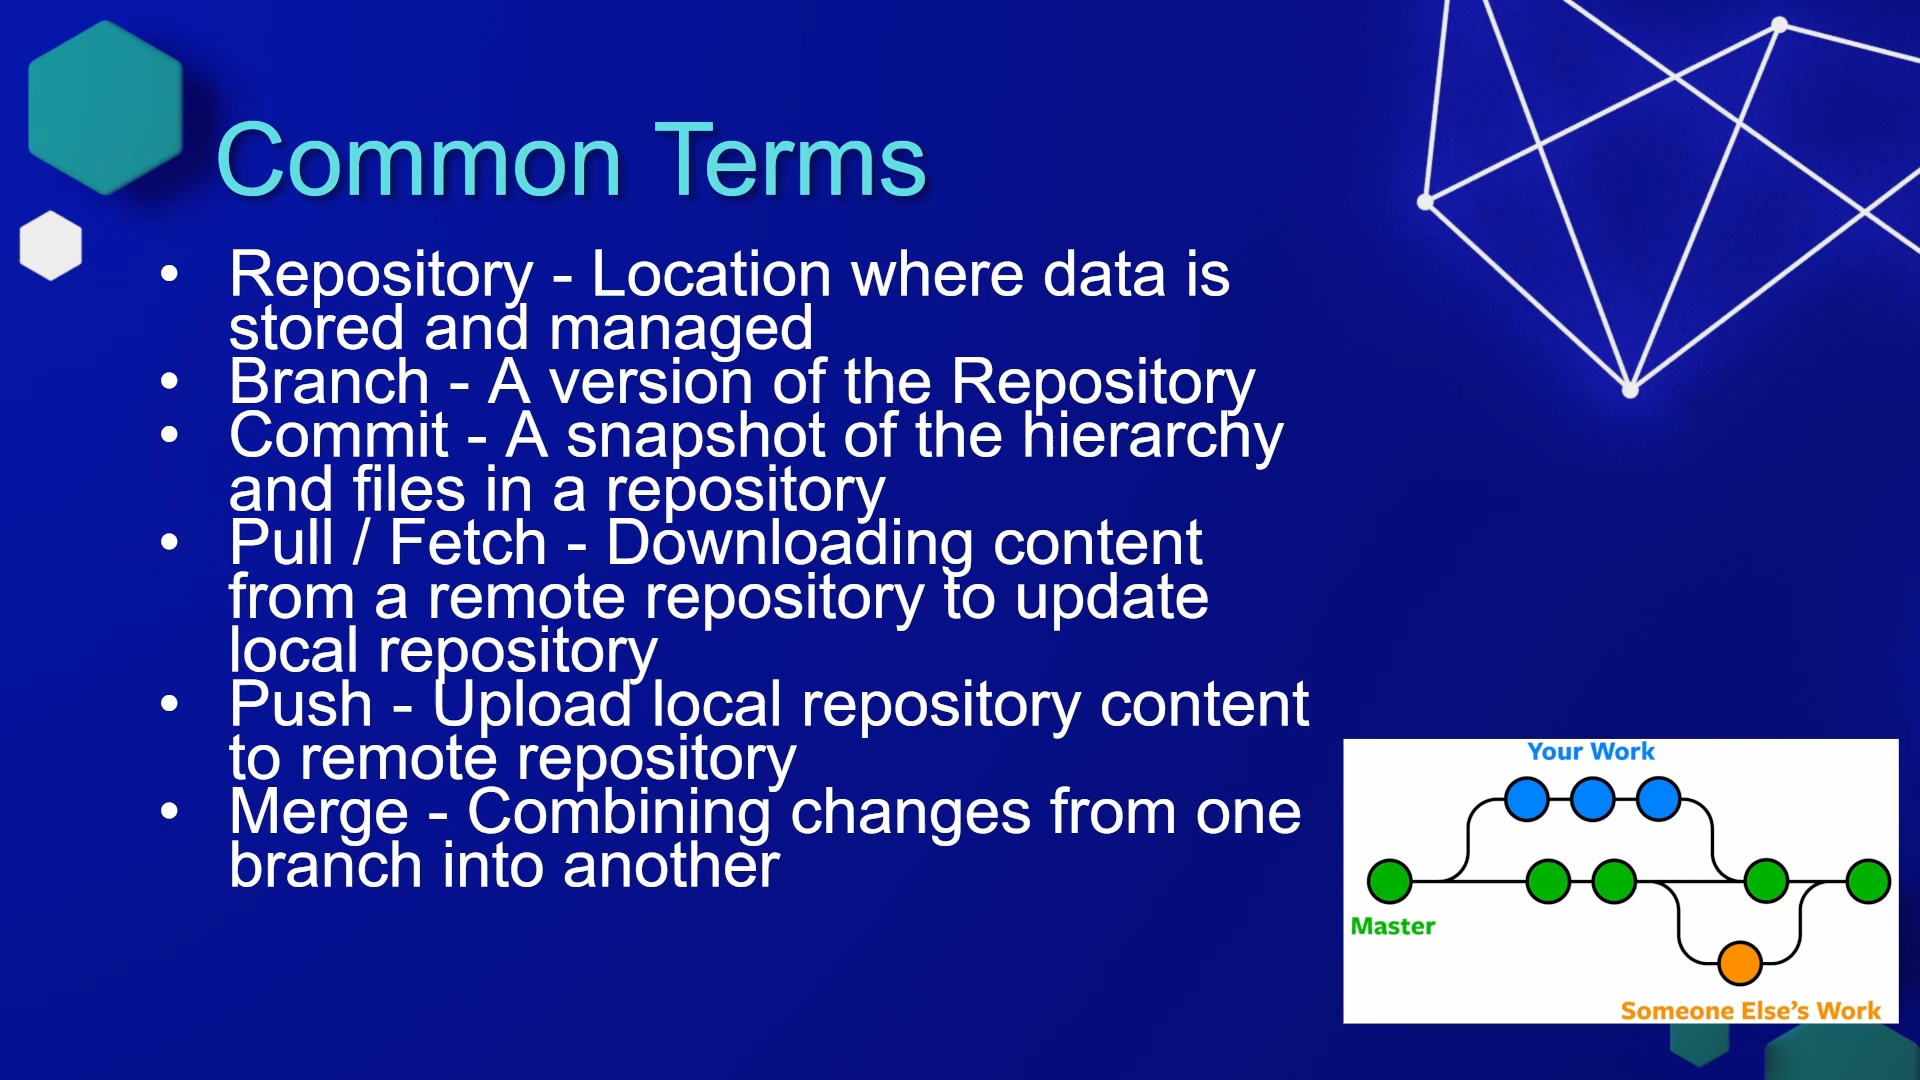 Common Terms
• Repository - Location where data is
stored and managed
• Branch - A version of the Repository
• Commit - A snapshot of the hierarchy
and files in a repository
• Pull / Fetch - Downloading content
from a remote repository to update
local repository
• Push - Upload local repository content
to remote repository
• Merge - Combining changes from one
branch into another
Your Work
Master
Someone Else's Work